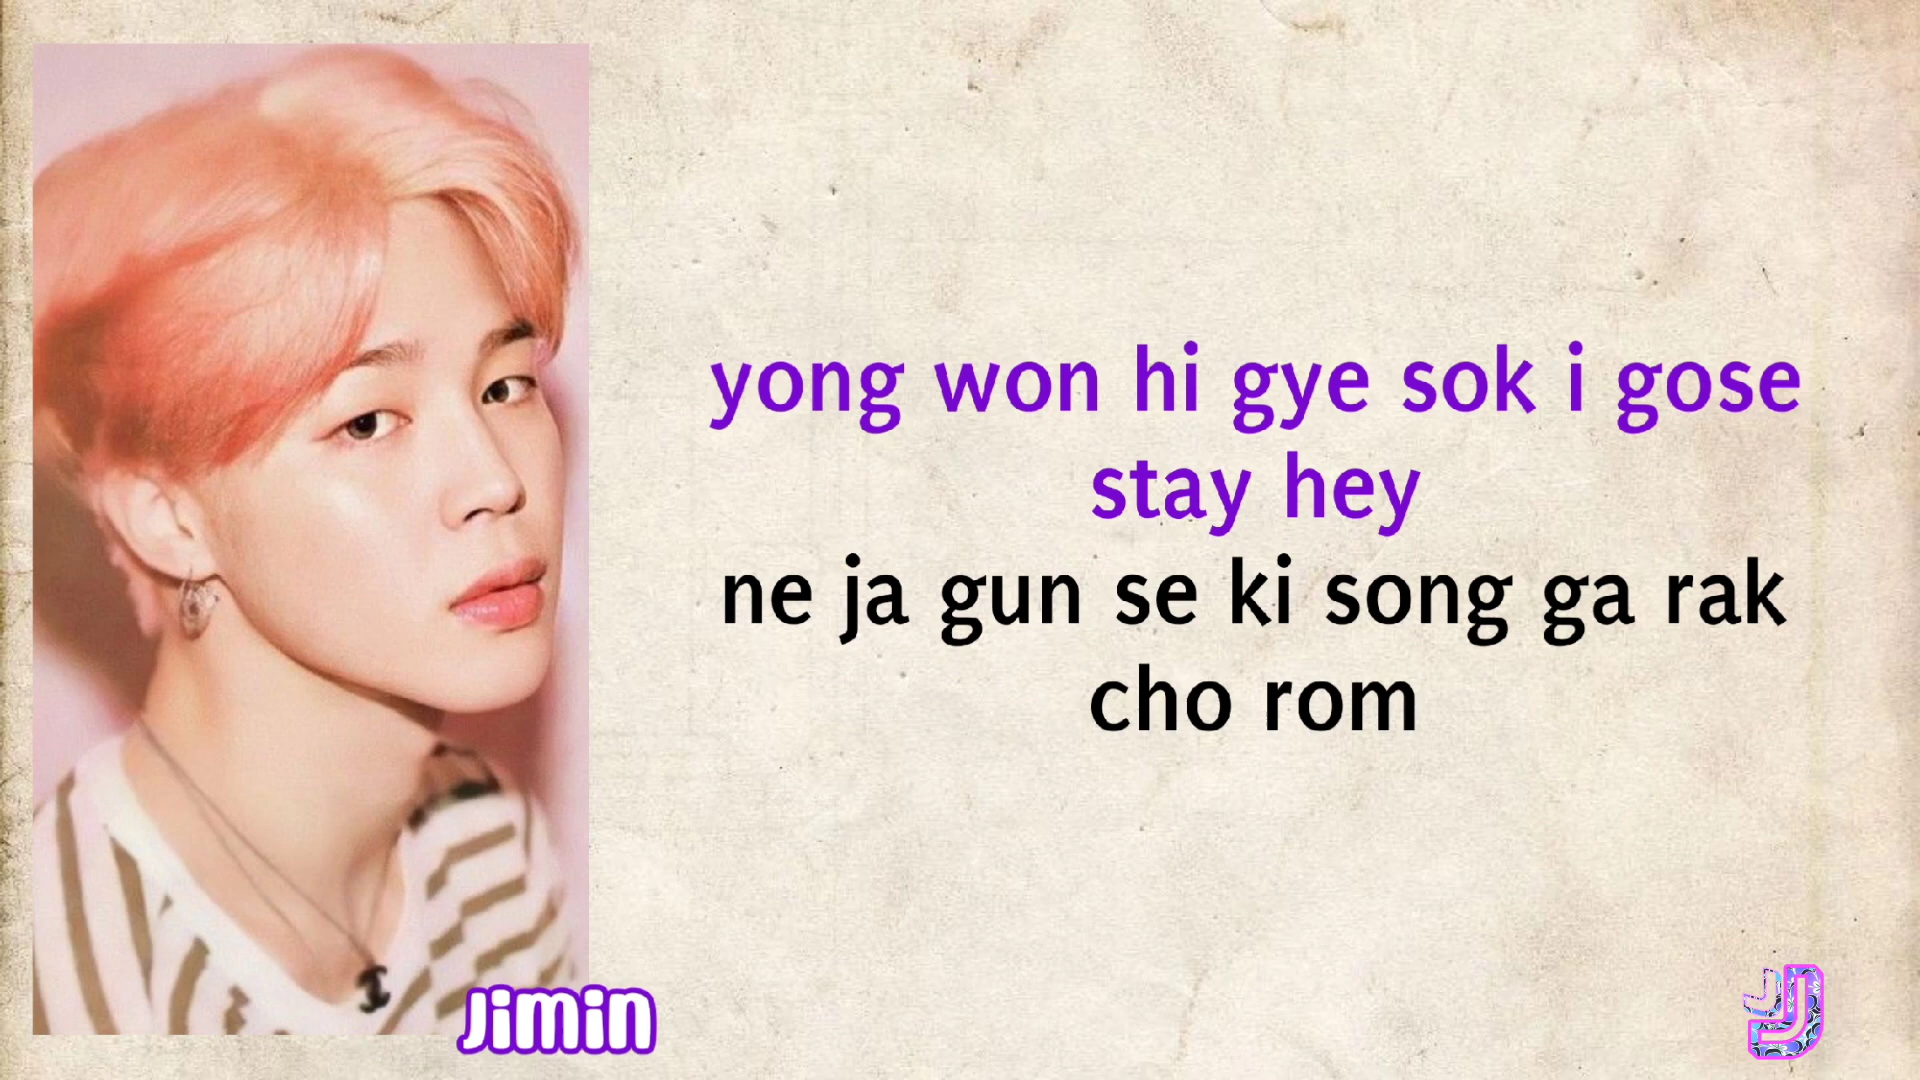 yong won hi gye sok i gose
stay hey
ne ja gun se ki song ga rak
cho rom
Jimin